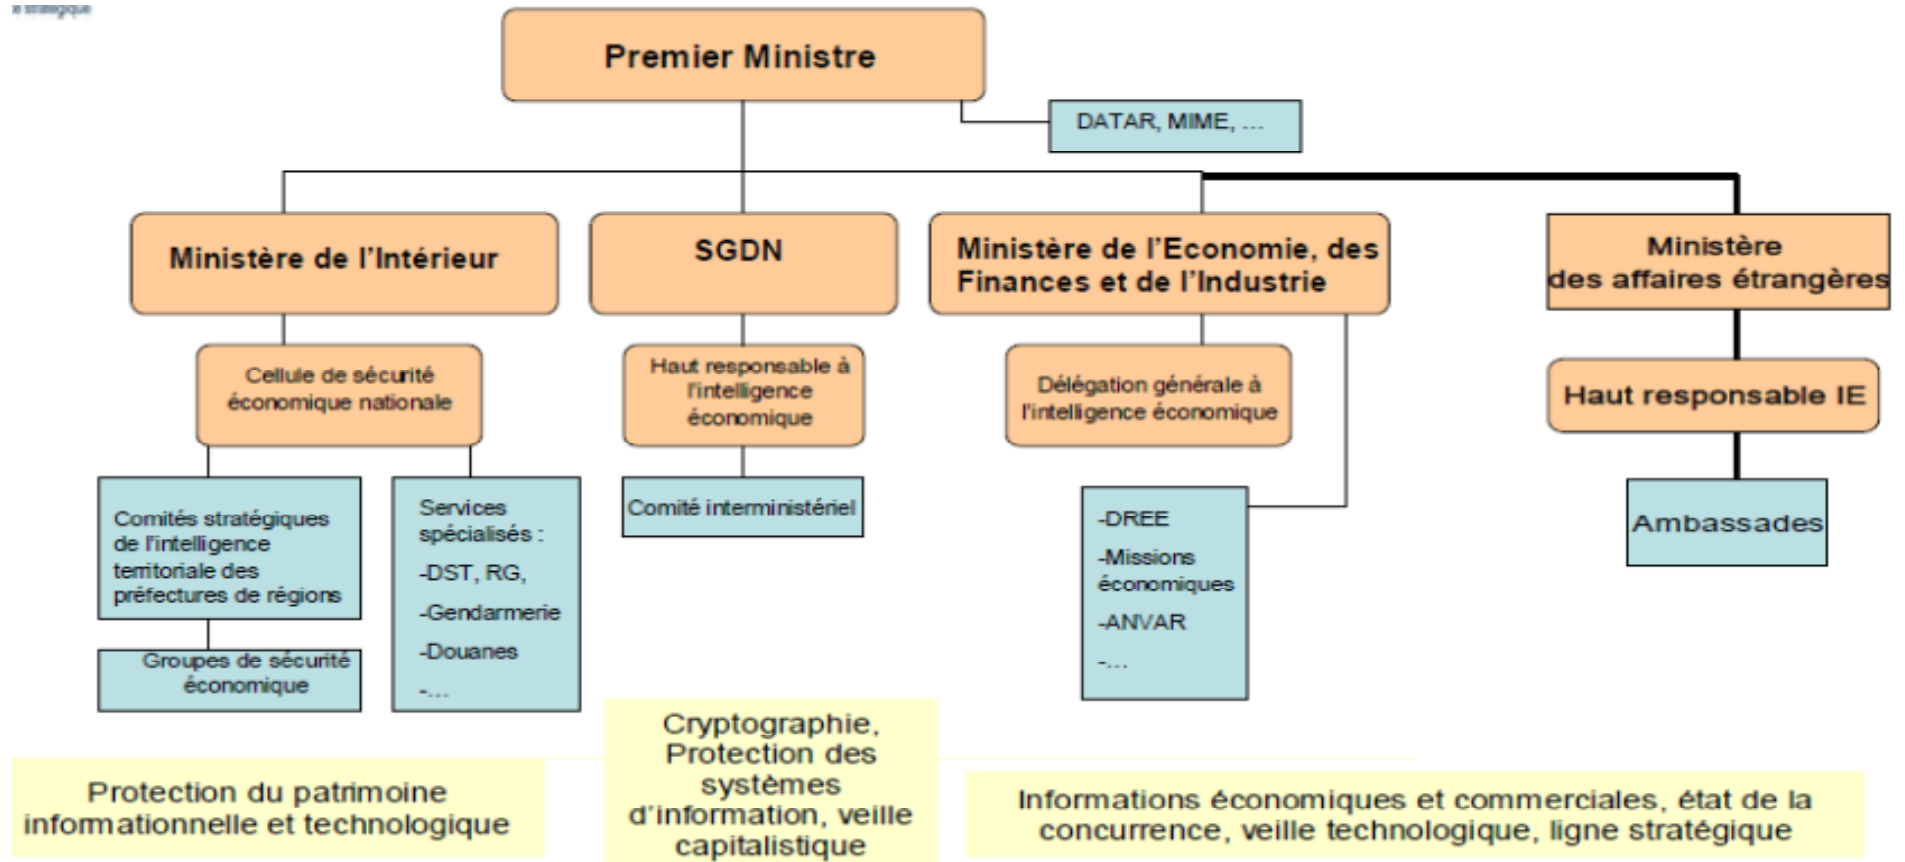 e stratégique
Premier Ministre
DATAR, MIME, ...
Ministère de l'Intérieur
SGDN
Ministère de l'Economie, des
Finances et de l'Industrie
Ministère
des affaires étrangères
Cellule de sécurité
économique nationale
Haut responsable à
l'intelligence
économique
Délégation générale à
l'intelligence économique
Haut responsable IE
Comités stratégiques
de l'intelligence
territoriale des
préfectures de régions
Services
spécialisés :
-DST, RG,
-Gendarmerie
-Douanes
-...
Comité interministériel
-DREE
-Missions
économiques
-ANVAR
-...
Ambassades
Groupes de sécurité
économique
Protection du patrimoine
informationnelle et technologique
Cryptographie,
Protection des
systèmes
d'information, veille
capitalistique
Informations économiques et commerciales, état de la
concurrence, veille technologique, ligne stratégique